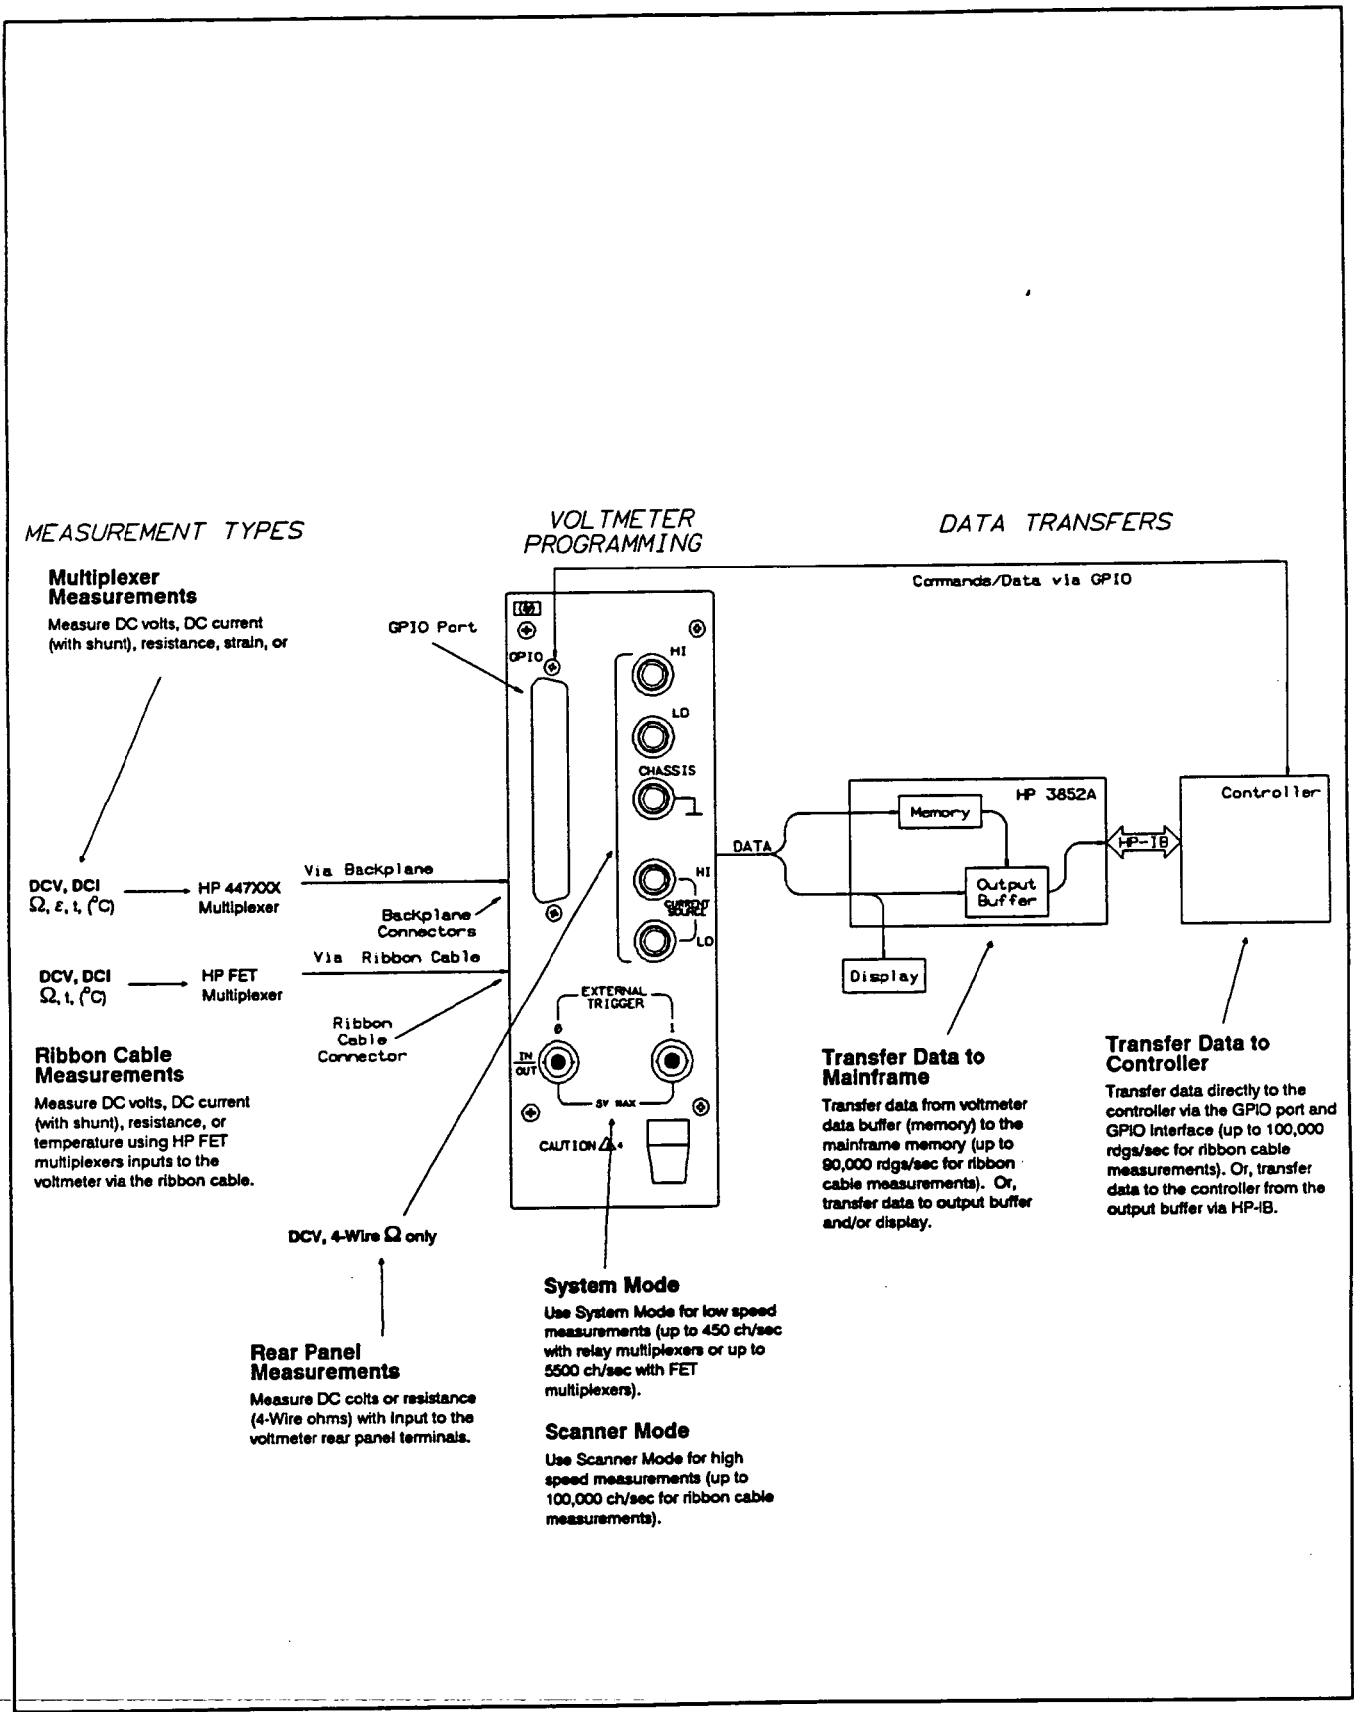 MEASUREMENT TYPES
Multiplexer
Measurements
Measure DC volts, DC current
(with shunt), resistance, strain, or
DCV, DCI
Ω, ε, t, (°C)
HP 447XXX
Multiplexer
Via Backplane
DCV, DCI
Ω, t, (°C)
HP FET
Multiplexer
Via Ribbon Cable
Ribbon Cable
Measurements
Measure DC volts, DC current
(with shunt), resistance, or
temperature using HP FET
multiplexers inputs to the
voltmeter via the ribbon cable.
DCV, 4-Wire Ω only
Rear Panel
Measurements
Measure DC colts or resistance
(4-Wire ohms) with input to the
voltmeter rear panel terminals.
VOLTMETER
PROGRAMMING
GPIO Port
Backplane
Connectors
Ribbon
Cable
Connector
hp
GPIO
HI
LO
CHASSIS
HI
CURRENT
SOURCE
LO
EXTERNAL
TRIGGER
0
1
IN
OUT
5V MAX
CAUTION
4
System Mode
Use System Mode for low speed
measurements (up to 450 ch/sec
with relay multiplexers or up to
5500 ch/sec with FET
multiplexers).
Scanner Mode
Use Scanner Mode for high
speed measurements (up to
100,000 ch/sec for ribbon cable
measurements).
DATA TRANSFERS
Commands/Data via GPIO
DATA
HP 3852A
Memory
Output
Buffer
Display
HP-IB
Controller
Transfer Data to
Mainframe
Transfer data from voltmeter
data buffer (memory) to the
mainframe memory (up to
90,000 rdgs/sec for ribbon
cable measurements). Or,
transfer data to output buffer
and/or display.
Transfer Data to
Controller
Transfer data directly to the
controller via the GPIO port and
GPIO Interface (up to 100,000
rdgs/sec for ribbon cable
measurements). Or, transfer
data to the controller from the
output buffer via HP-IB.